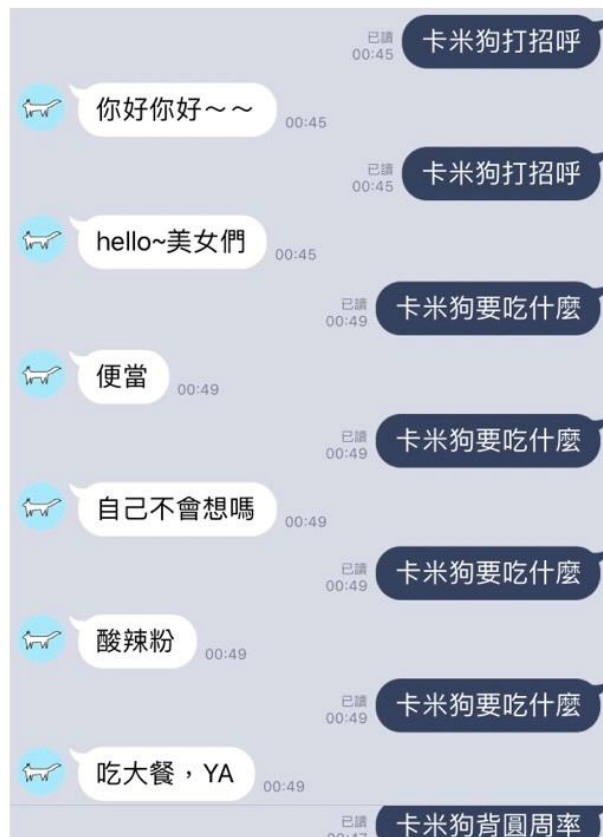 卡米狗打招呼
已讀
00:45
你好你好～～
00:45
卡米狗打招呼
已讀
00:45
hello~美女們
00:45
卡米狗要吃什麼
已讀
00:49
便當
00:49
卡米狗要吃什麼
已讀
00:49
自己不會想嗎
00:49
卡米狗要吃什麼
已讀
00:49
酸辣粉
00:49
卡米狗要吃什麼
已讀
00:49
吃大餐，YA
00:49
卡米狗背圓周率
已讀